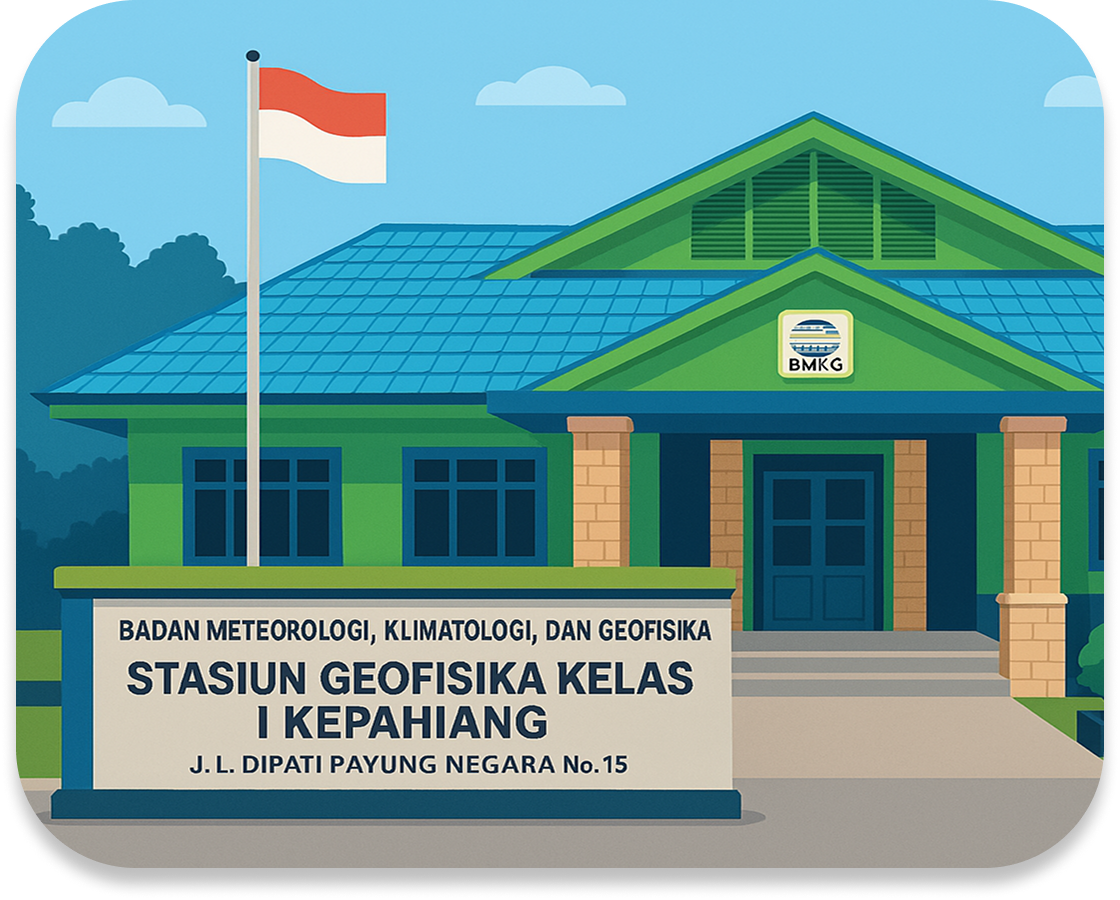 BMKG
BADAN METEOROLOGI, KLIMATOLOGI, DAN GEOFISIKA
STASIUN GEOFISIKA KELAS
I KEPAHIANG
J. L. DIPATI PAYUNG NEGARA No. 15